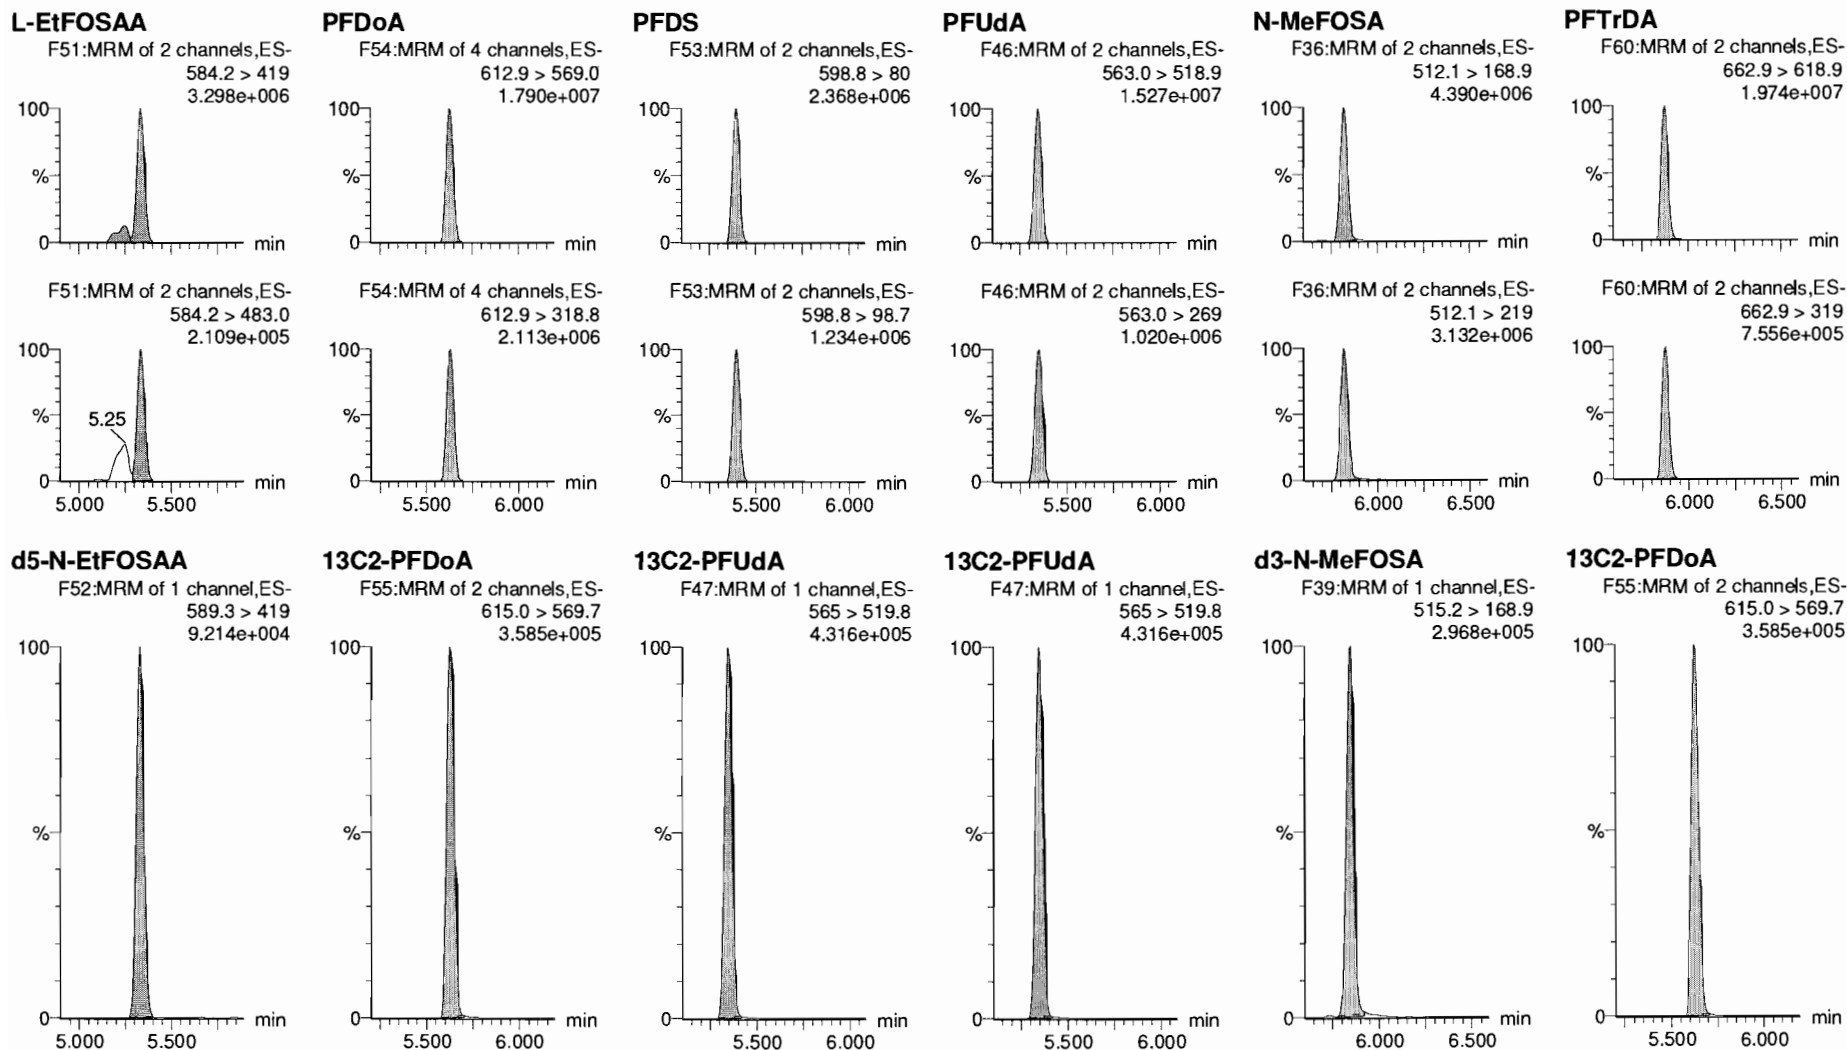 L-EtFOSAA
F51:MRM of 2 channels,ES-
584.2 > 419
3.298e+006
100
%
0
min
PFDoA
F54:MRM of 4 channels,ES-
612.9 > 569.0
1.790e+007
100
%
0
min
PFDS
F53:MRM of 2 channels,ES-
598.8 > 80
2.368e+006
100
%
0
min
PFUdA
F46:MRM of 2 channels,ES-
563.0 > 518.9
1.527e+007
100
%
0
min
N-MeFOSA
F36:MRM of 2 channels,ES-
512.1 > 168.9
4.390e+006
100
%
0
min
PFTrDA
F60:MRM of 2 channels,ES-
662.9 > 618.9
1.974e+007
100
%
0
min
F51:MRM of 2 channels,ES-
584.2 > 483.0
2.109e+005
100
5.25
%
0
min
5.000 5.500
F54:MRM of 4 channels,ES-
612.9 > 318.8
2.113e+006
100
%
0
min
5.500 6.000
F53:MRM of 2 channels,ES-
598.8 > 98.7
1.234e+006
100
%
0
min
5.500 6.000
F46:MRM of 2 channels,ES-
563.0 > 269
1.020e+006
100
%
0
min
5.500 6.000
F36:MRM of 2 channels,ES-
512.1 > 219
3.132e+006
100
%
0
min
6.000 6.500
F60:MRM of 2 channels,ES-
662.9 > 319
7.556e+005
100
%
0
min
6.000 6.500
d5-N-EtFOSAA
F52:MRM of 1 channel,ES-
589.3 > 419
9.214e+004
100
%
0
min
5.000 5.500
13C2-PFDoA
F55:MRM of 2 channels,ES-
615.0 > 569.7
3.585e+005
100
%
0
min
5.500 6.000
13C2-PFUdA
F47:MRM of 1 channel,ES-
565 > 519.8
4.316e+005
100
%
0
min
5.500 6.000
13C2-PFUdA
F47:MRM of 1 channel,ES-
565 > 519.8
4.316e+005
100
%
0
min
5.500 6.000
d3-N-MeFOSA
F39:MRM of 1 channel,ES-
515.2 > 168.9
2.968e+005
100
%
0
min
6.000 6.500
13C2-PFDoA
F55:MRM of 2 channels,ES-
615.0 > 569.7
3.585e+005
100
%
0
min
5.500 6.000